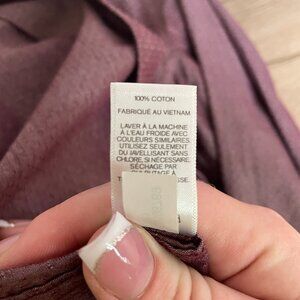 100% COTON
FABRIQUÉ AU VIETNAM
LAVER À LA MACHINE
À L'EAU FROIDE AVEC
COULEURS SIMILAIRES
UTILISEZ SEULEMENT
DU JAVELLISANT SANS
CHLORE, SI NÉCESSAIRE.
SÉCHAGE PAR